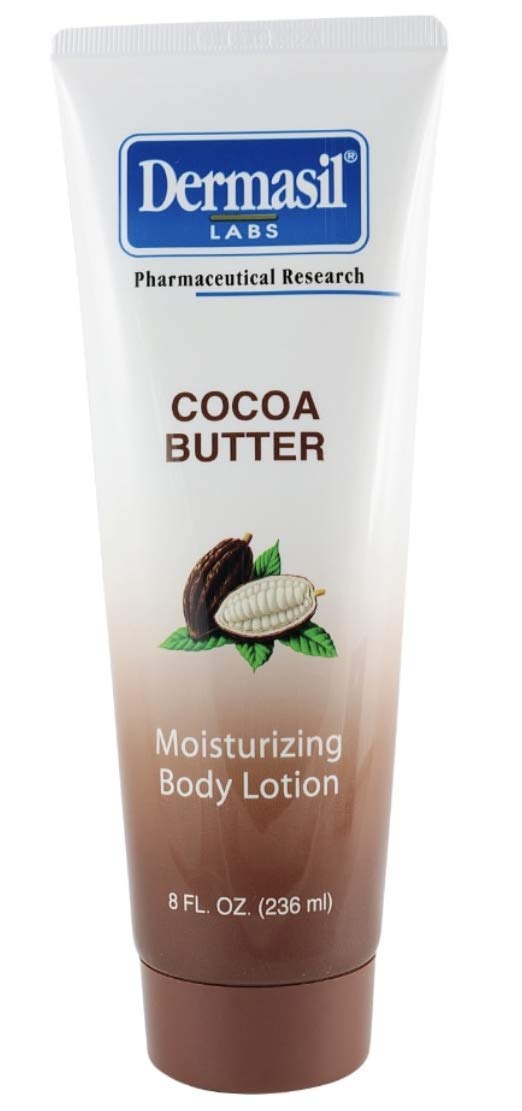 Dermasil®
LABS
Pharmaceutical Research
COCOA
BUTTER
Moisturizing
Body Lotion
8 FL. OZ. (236 ml)